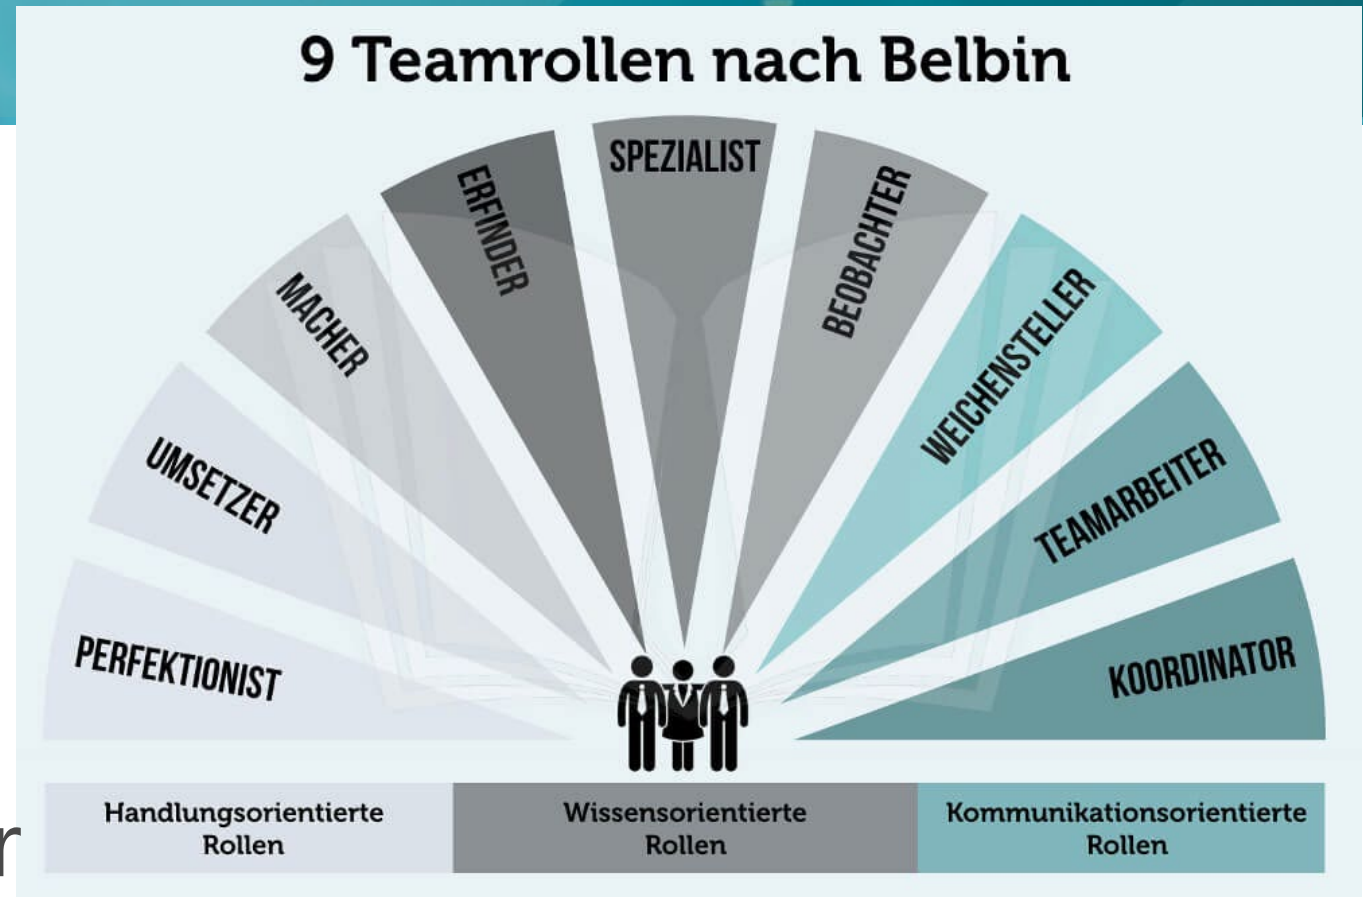 9 Teamrollen nach Belbin
PERFEKTIONIST
UMSETZER
MACHER
ERFINDER
SPEZIALIST
BEOBACHTER
WEICHENSTELLER
TEAMARBEITER
KOORDINATOR
Handlungsorientierte
Rollen
Wissensorientierte
Rollen
Kommunikationsorientierte
Rollen
r